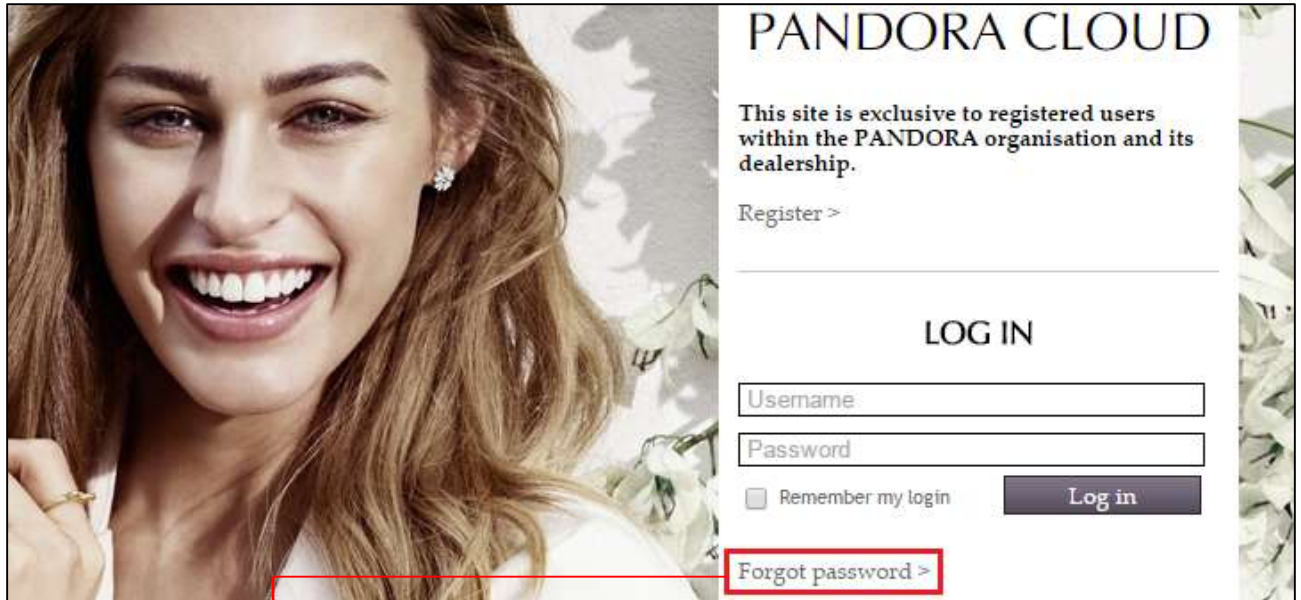 PANDORA CLOUD
This site is exclusive to registered users
within the PANDORA organisation and its
dealership.
Register >
LOG IN
Username
Password
Remember my login
Log in
Forgot password >